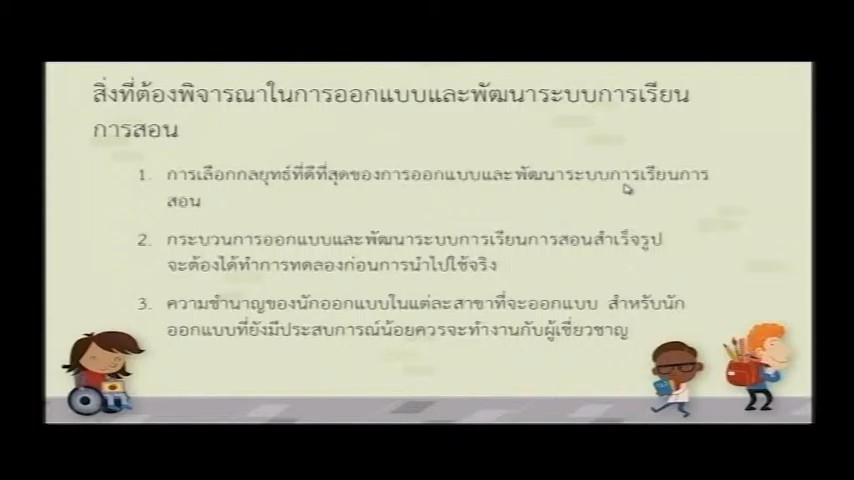 สิ่งที่ต้องพิจารณาในการออกแบบและพัฒนาระบบการเรียน
การสอน
1. การเลือกกลยุทธ์ที่ดีที่สุดของการออกแบบและพัฒนาระบบการเรียนการ
สอน
2. กระบวนการออกแบบและพัฒนาระบบการเรียนการสอนสำเร็จรูป
จะต้องได้ทำการทดลองก่อนการนำไปใช้จริง
3. ความชำนาญของนักออกแบบในแต่ละสาขาที่จะออกแบบ สำหรับนัก
ออกแบบที่ยังมีประสบการณ์น้อยควรจะทำงานกับผู้เชี่ยวชาญ